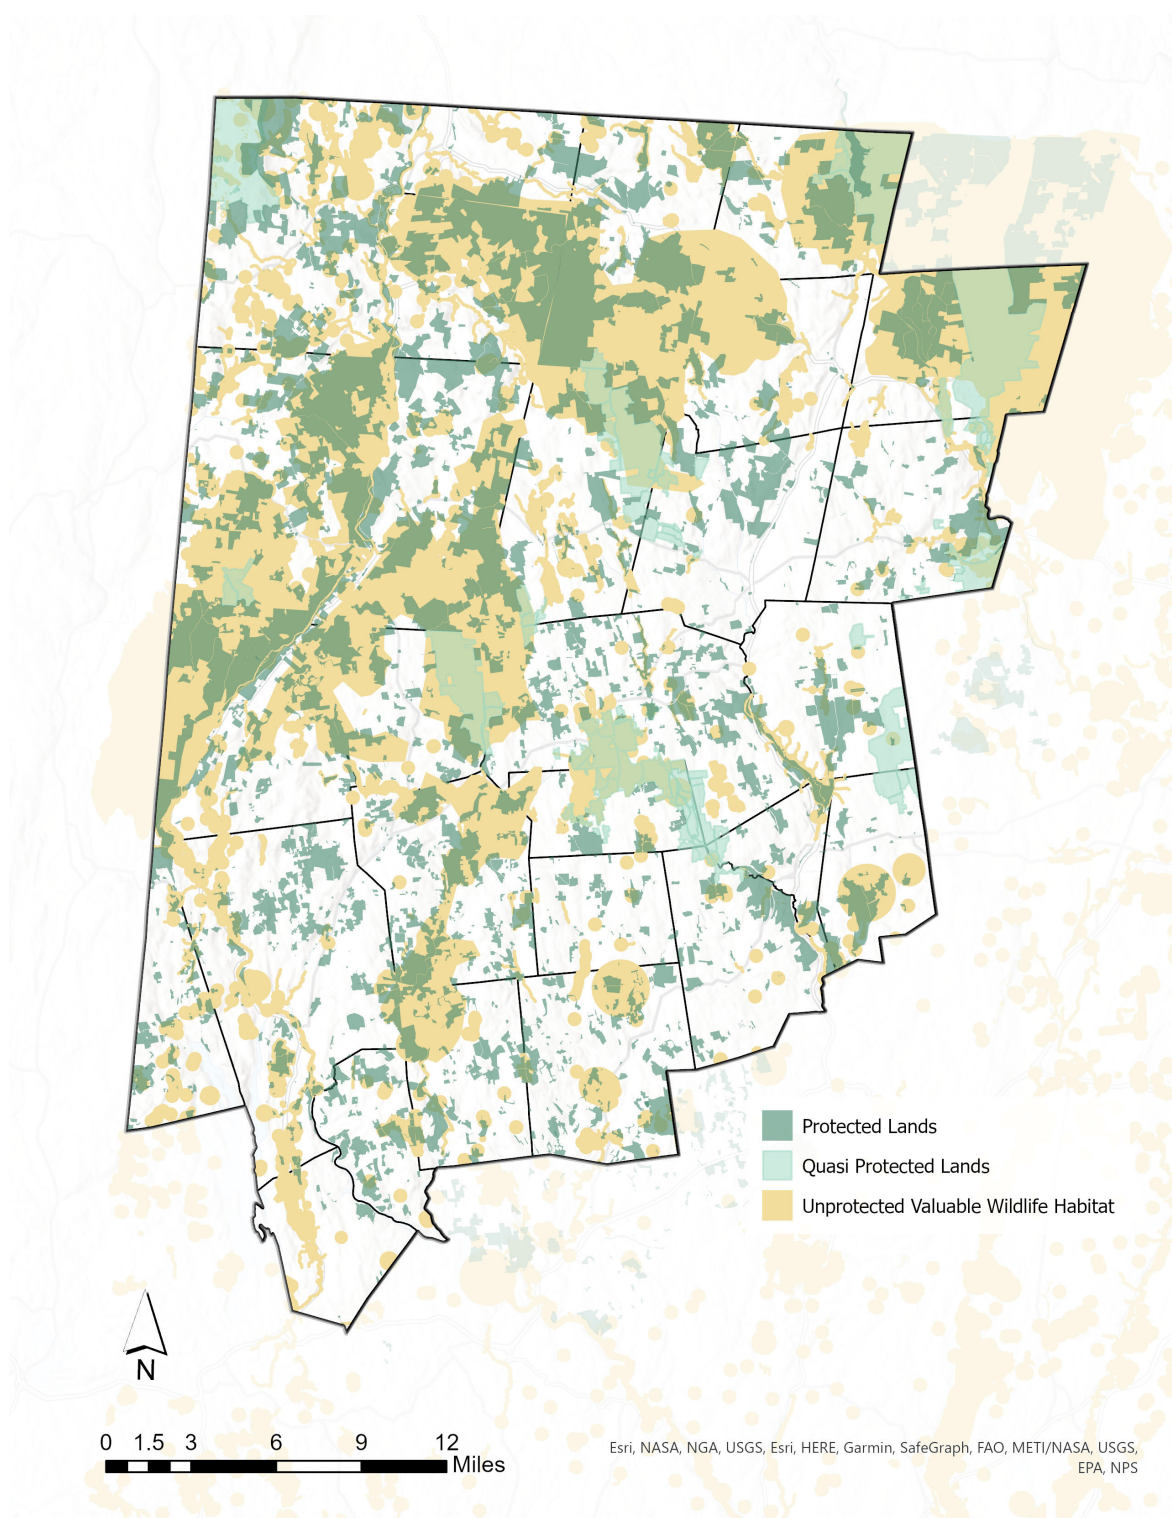 Protected Lands
Quasi Protected Lands
Unprotected Valuable Wildlife Habitat
N
0 1.5 3 6 9 12
Miles
Esri, NASA, NGA, USGS, Esri, HERE, Garmin, SafeGraph, FAO, METI/NASA, USGS,
EPA, NPS